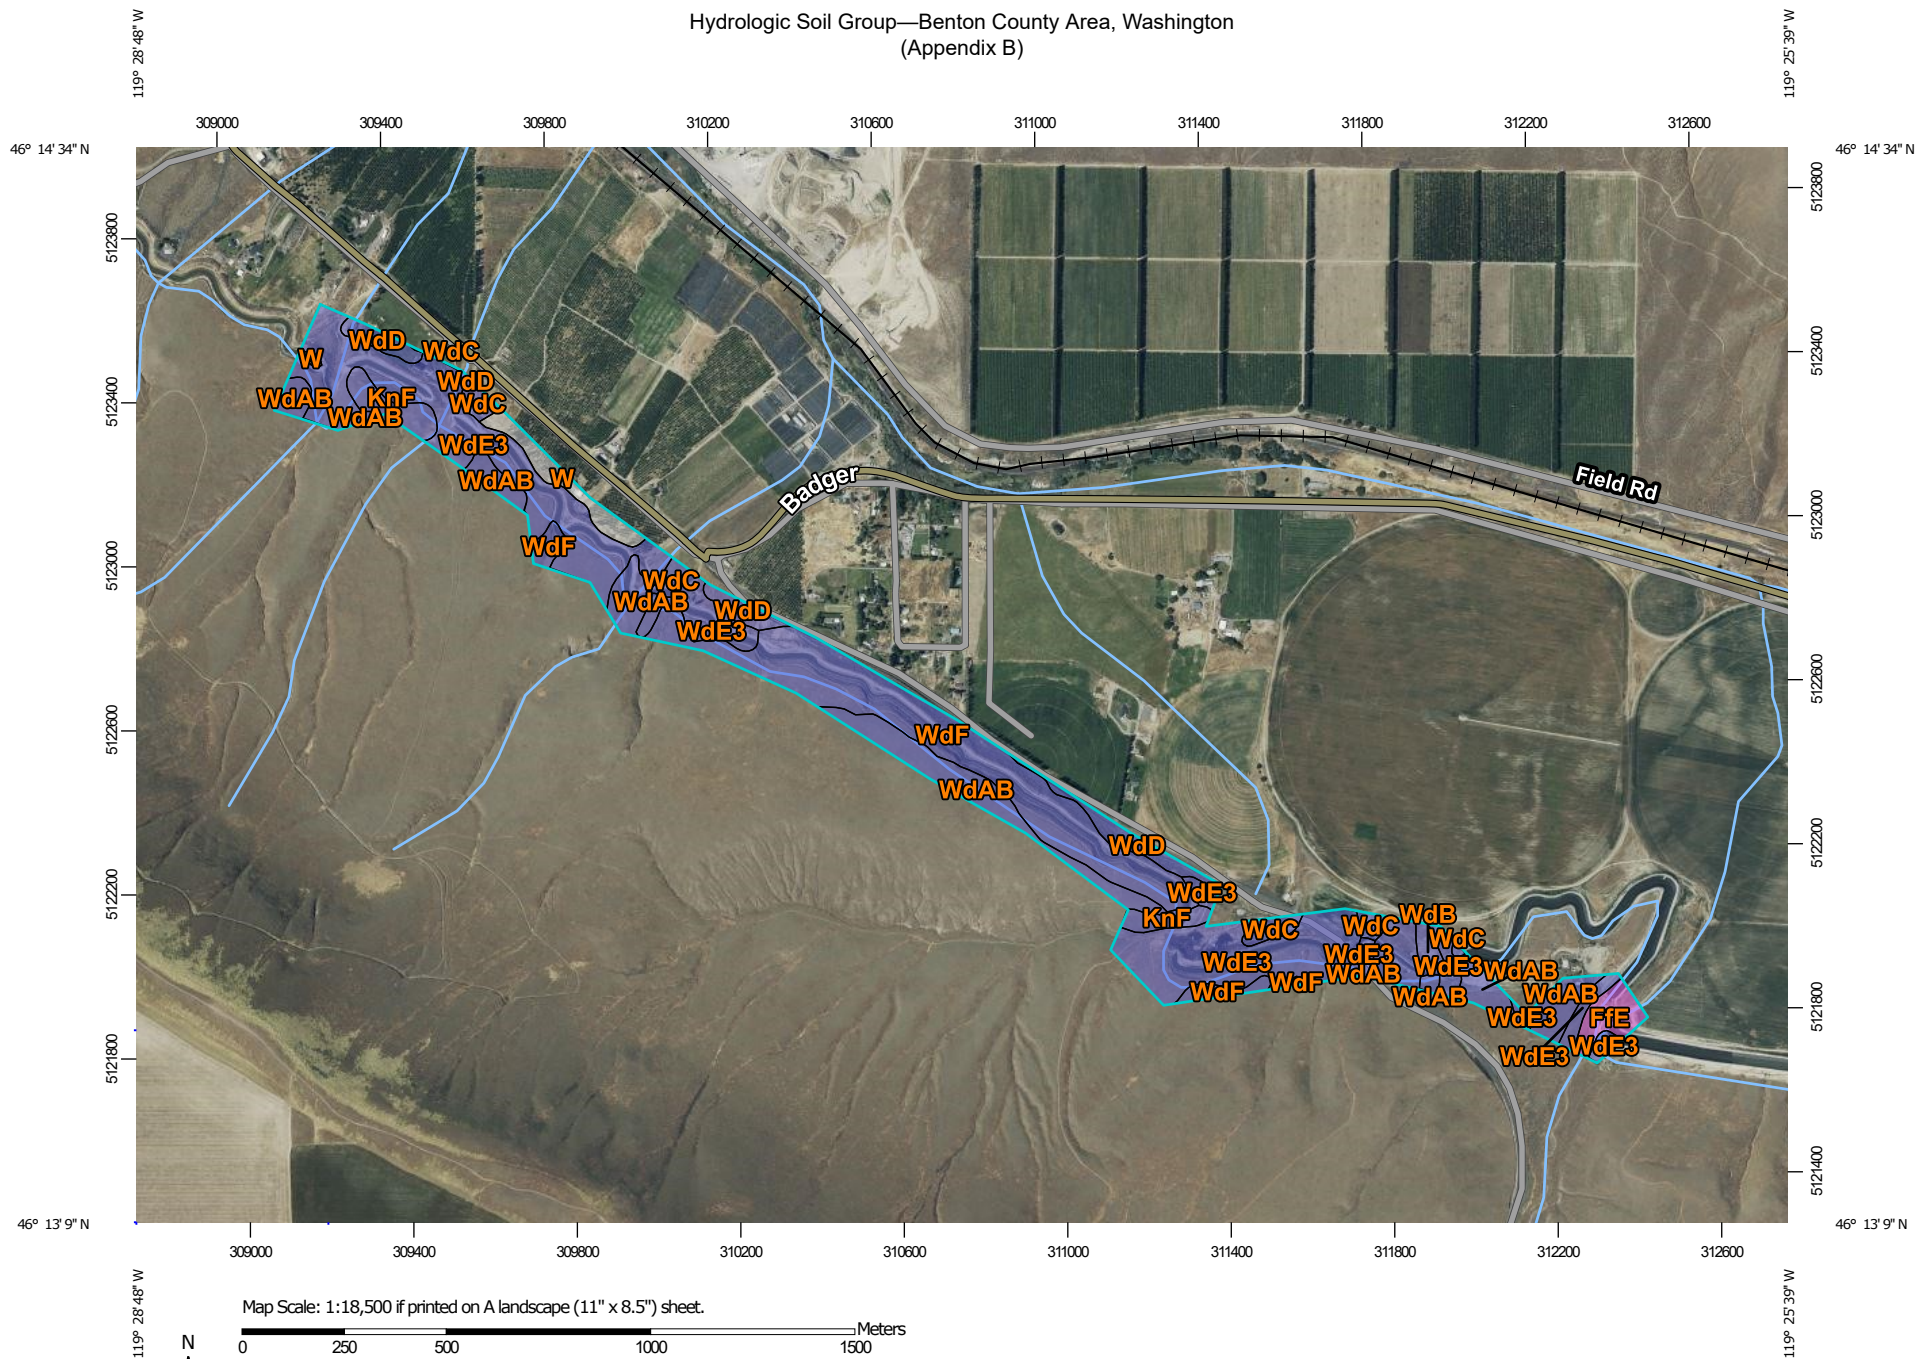 Hydrologic Soil Group—Benton County Area, Washington
(Appendix B)
119° 28' 48" W
119° 25' 39" W
309000 309400 309800 310200 310600 311000 311400 311800 312200 312600
46° 14' 34" N
46° 14' 34" N
5123800
5123400
5123000
5122600
5122200
5121800
5123800
5123400
5123000
5122600
5122200
5121800
5121400
WdD
WdC
W
WdD
WdAB
KnF
WdC
WdAB
WdE3
WdAB
W
Badger
Field Rd
WdF
WdC
WdAB
WdD
WdE3
WdF
WdAB
WdD
WdE3
KnF
WdB
WdC
WdC
WdC
WdE3
WdE3
WdE3
WdAB
WdAB
WdF
WdF
WdAB
WdAB
WdE3
FfE
WdE3
WdE3
46° 13' 9" N
46° 13' 9" N
309000 309400 309800 310200 310600 311000 311400 311800 312200 312600
119° 28' 48" W
119° 25' 39" W
Map Scale: 1:18,500 if printed on A landscape (11" x 8.5") sheet.
Meters
N
0 250 500 1000 1500